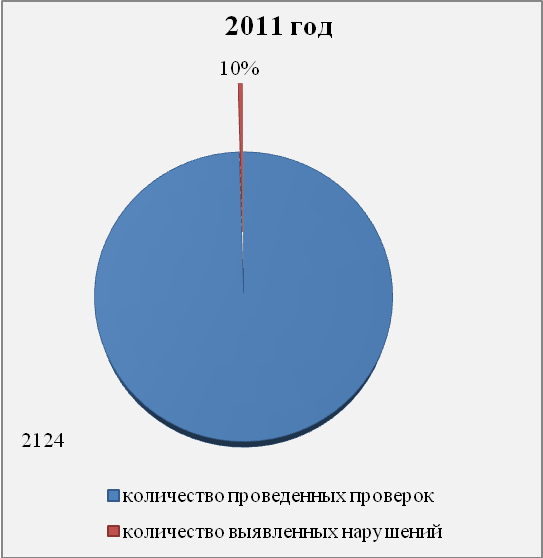 2011 год
10%
2124
количество проведенных проверок
количество выявленных нарушений